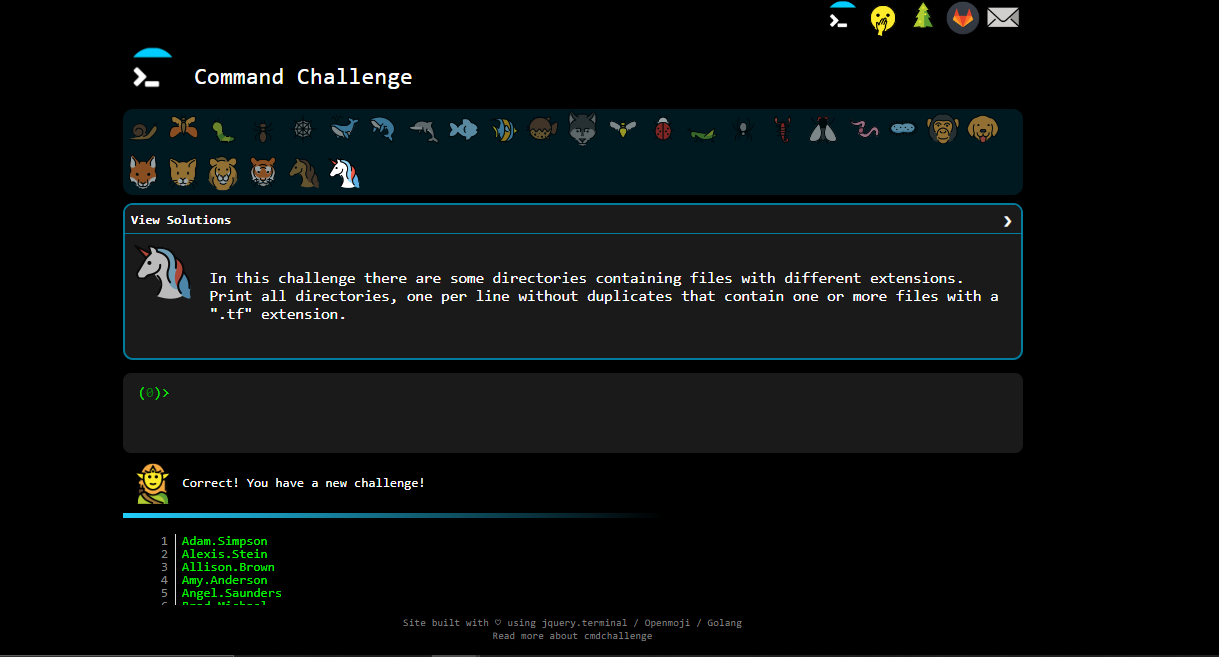 Command Challenge
View Solutions
In this challenge there are some directories containing files with different extensions.
Print all directories, one per line without duplicates that contain one or more files with a
".tf" extension.
(0)>
Correct! You have a new challenge!
1 Adam.Simpson
2 Alexis.Stein
3 Allison.Brown
4 Amy.Anderson
5 Angel.Saunders
Site built with ♡ using jquery.terminal / Openmoji / Golang
Read more about cmdchallenge